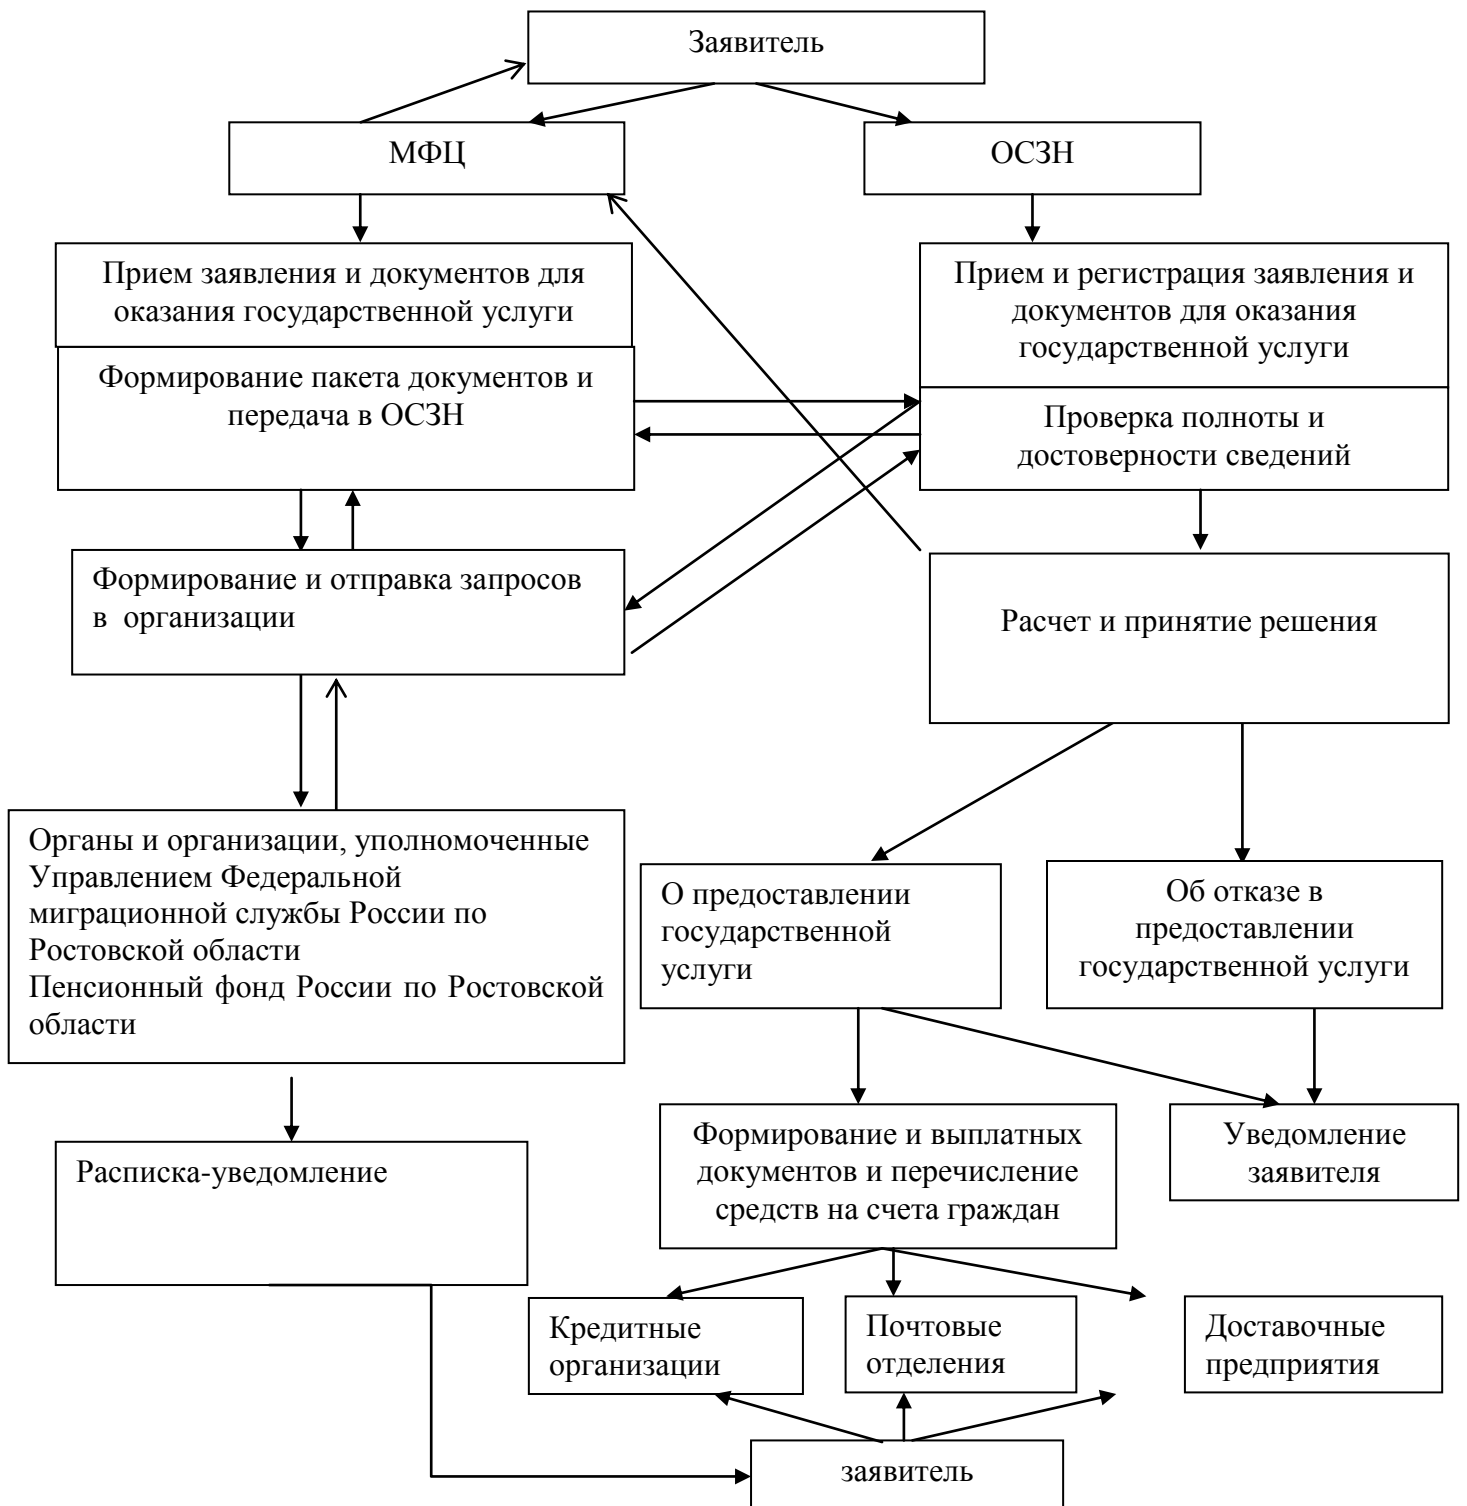 Заявитель
МФЦ
ОСЗН
Прием заявления и документов для
оказания государственной услуги
Прием и регистрация заявления и
документов для оказания
государственной услуги
Формирование пакета документов и
передача в ОСЗН
Проверка полноты и
достоверности сведений
Формирование и отправка запросов
в организации
Расчет и принятие решения
Органы и организации, уполномоченные
Управлением Федеральной
миграционной службы России по
Ростовской области
Пенсионный фонд России по Ростовской
области
О предоставлении
государственной
услуги
Об отказе в
предоставлении
государственной услуги
Расписка-уведомление
Формирование и выплатных
документов и перечисление
средств на счета граждан
Уведомление
заявителя
Кредитные
организации
Почтовые
отделения
Доставочные
предприятия
заявитель